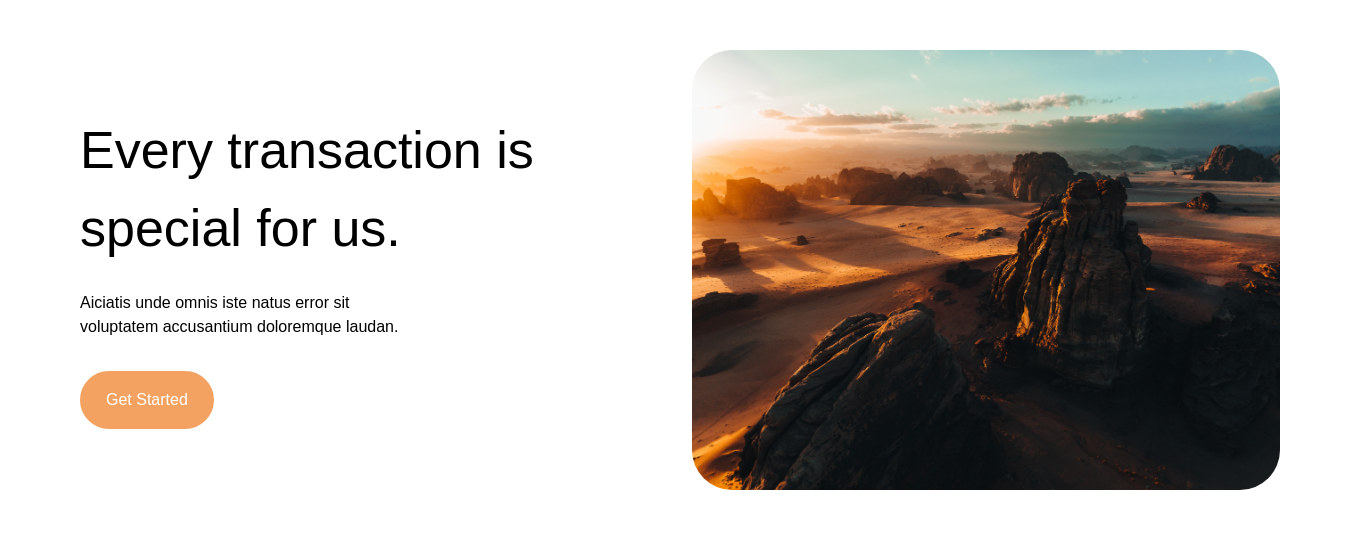 Every transaction is
special for us.
Aiciatis unde omnis iste natus error sit
voluptatem accusantium doloremque laudan.
Get Started